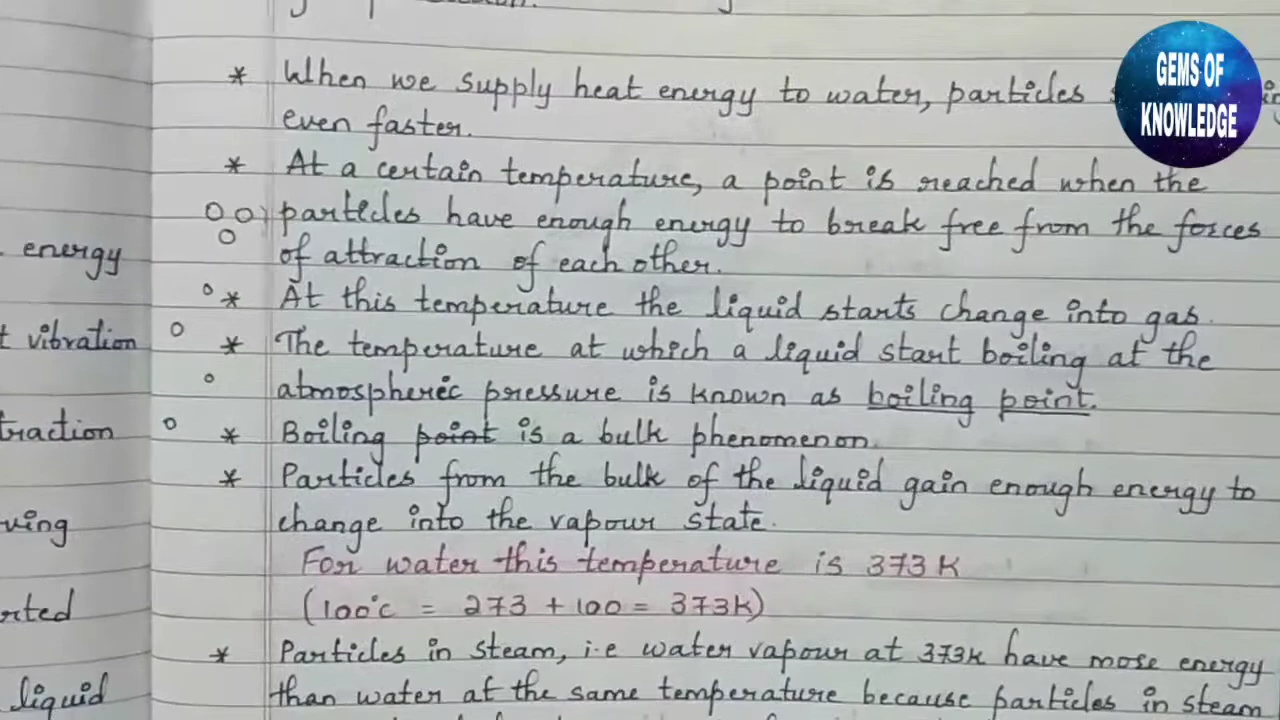 * When we supply heat energy to water, particles
even faster.
* At a certain temperature, a point is reached when the
particles have enough energy to break free from the forces
of attraction of each other.
* At this temperature the liquid starts change into gas.
* The temperature at which a liquid start boiling at the
atmospheric pressure is known as boiling point.
* Boiling point is a bulk phenomenon.
* Particles from the bulk of the liquid gain enough energy to
change into the vapour state.
For water this temperature is 373 K
(100°c = 273 + 100 = 373K)
* Particles in steam, i.e water vapour at 373K have more energy
than water at the same temperature because particles in steam
energy
vibration
traction
ving
rted
liquid
GEMS OF
KNOWLEDGE